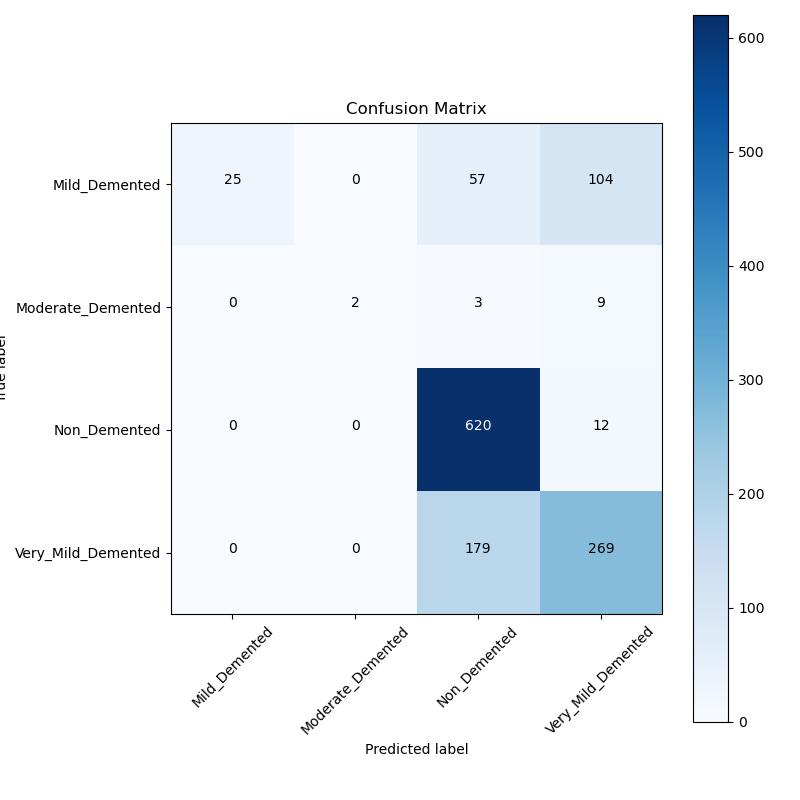 Confusion Matrix
Mild_Demented 25 0 57 104
Moderate_Demented 0 2 3 9
Non_Demented 0 0 620 12
Very_Mild_Demented 0 0 179 269
Mild_Demented Moderate_Demented Non_Demented Very_Mild_Demented
Predicted label
label
600
500
400
300
200
100
0